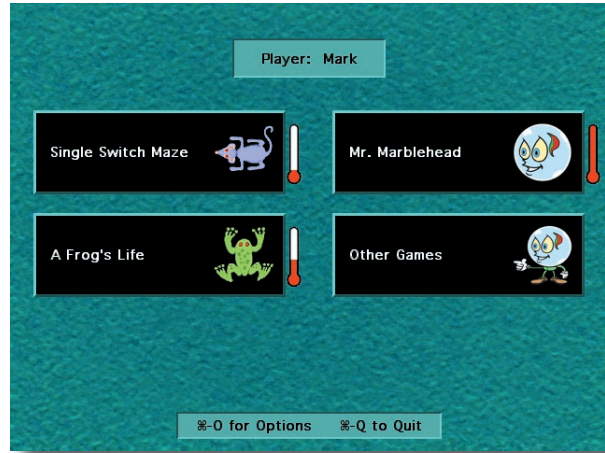 Player: Mark
Single Switch Maze
Mr. Marblehead
A Frog's Life
Other Games
⌘-O for Options ⌘-Q to Quit